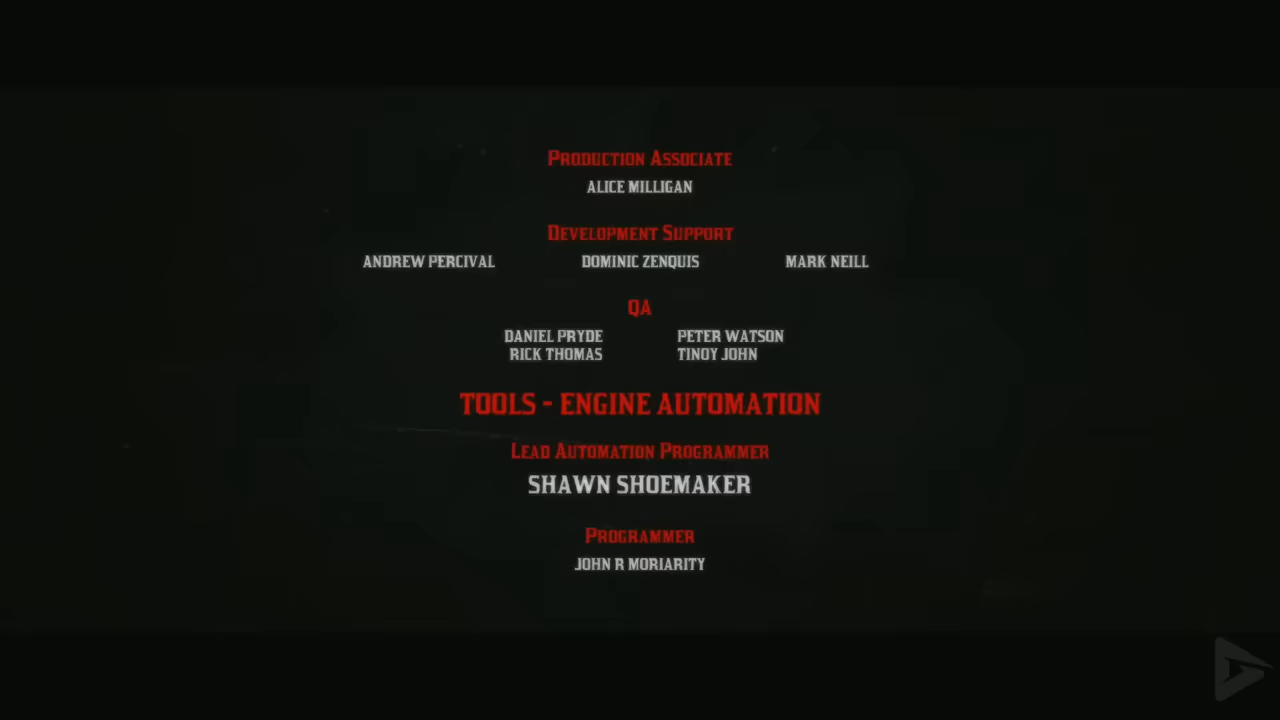 Production Associate
ALICE MILLIGAN
Development Support
ANDREW PERCIVAL DOMINIC ZENQUIS MARK NEILL
QA
DANIEL PRYDE PETER WATSON
RICK THOMAS TINOY JOHN
TOOLS - ENGINE AUTOMATION
Lead Automation Programmer
SHAWN SHOEMAKER
Programmer
JOHN R MORIARITY